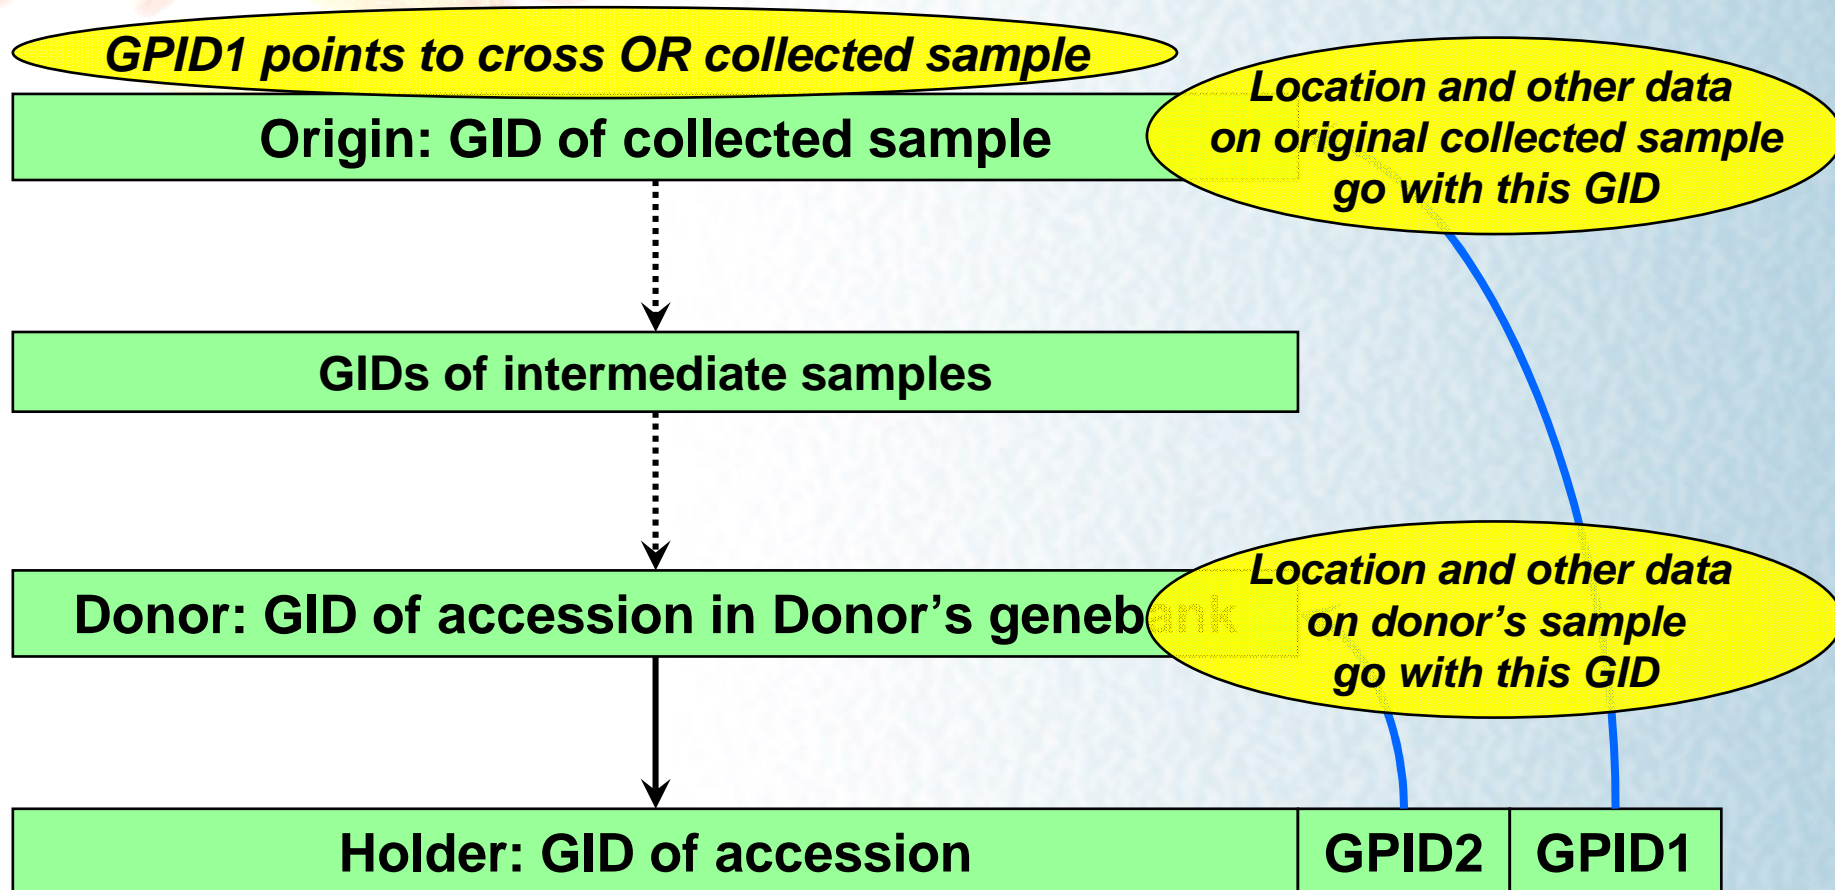 GPID1 points to cross OR collected sample
Location and other data
on original collected sample
go with this GID
Origin: GID of collected sample
GIDs of intermediate samples
Location and other data
on donor's sample
go with this GID
Donor: GID of accession in Donor's genebank
Holder: GID of accession
GPID2
GPID1